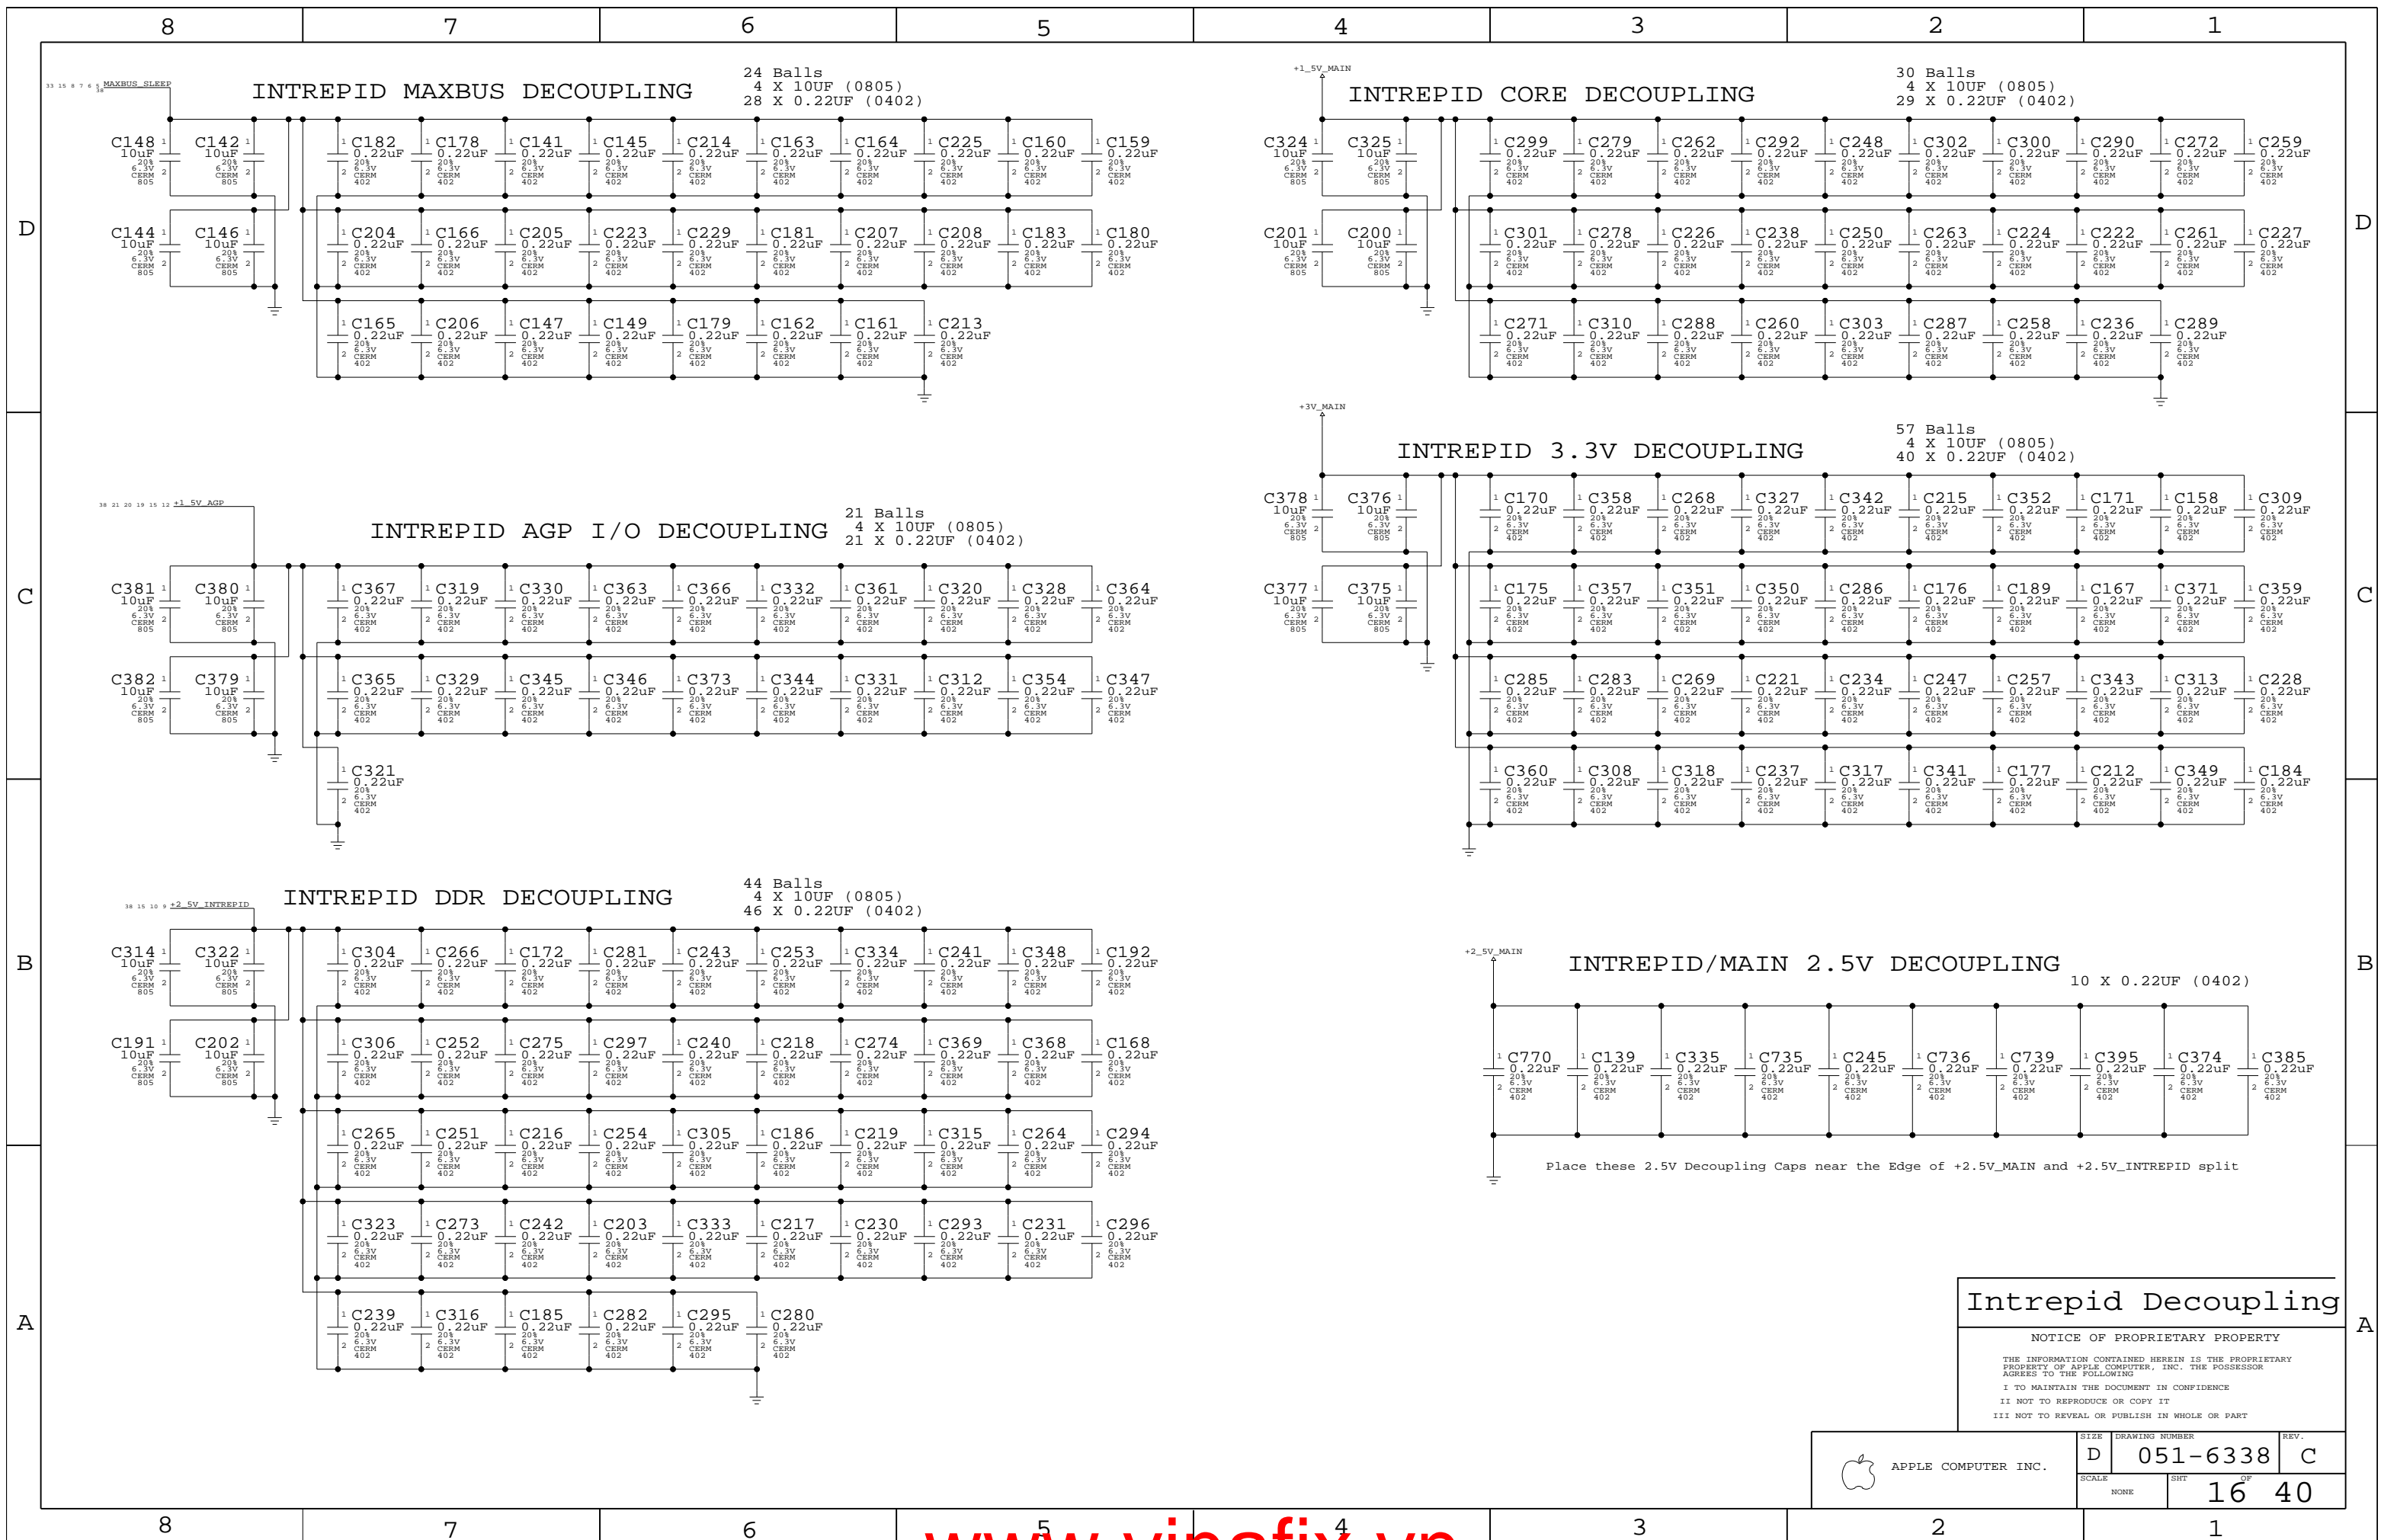 8 7 6 5 4 3 2 1
INTREPID MAXBUS DECOUPLING
24 Balls
4 X 10UF (0805)
28 X 0.22UF (0402)
33 15 8 7 6 5 MAXBUS_SLEEP
38
C148 C142 C182 C178 C141 C145 C214 C163 C164 C225 C160 C159
10uF 10uF 0.22uF 0.22uF 0.22uF 0.22uF 0.22uF 0.22uF 0.22uF 0.22uF 0.22uF 0.22uF
20% 6.3V CERM 805
20% 6.3V CERM 402
C144 C146 C204 C166 C205 C223 C229 C181 C207 C208 C183 C180
10uF 10uF 0.22uF 0.22uF 0.22uF 0.22uF 0.22uF 0.22uF 0.22uF 0.22uF 0.22uF 0.22uF
C165 C206 C147 C149 C179 C162 C161 C213
0.22uF 0.22uF 0.22uF 0.22uF 0.22uF 0.22uF 0.22uF 0.22uF
+1_5V_MAIN
INTREPID CORE DECOUPLING
30 Balls
4 X 10UF (0805)
29 X 0.22UF (0402)
C324 C325 C299 C279 C262 C292 C248 C302 C300 C290 C272 C259
10uF 10uF 0.22uF 0.22uF 0.22uF 0.22uF 0.22uF 0.22uF 0.22uF 0.22uF 0.22uF 0.22uF
C201 C200 C301 C278 C226 C238 C250 C263 C224 C222 C261 C227
10uF 10uF 0.22uF 0.22uF 0.22uF 0.22uF 0.22uF 0.22uF 0.22uF 0.22uF 0.22uF 0.22uF
C271 C310 C288 C260 C303 C287 C258 C236 C289
0.22uF 0.22uF 0.22uF 0.22uF 0.22uF 0.22uF 0.22uF 0.22uF 0.22uF
D D
38 21 20 19 15 12 +1_5V_AGP
INTREPID AGP I/O DECOUPLING
21 Balls
4 X 10UF (0805)
21 X 0.22UF (0402)
C381 C380 C367 C319 C330 C363 C366 C332 C361 C320 C328 C364
10uF 10uF 0.22uF 0.22uF 0.22uF 0.22uF 0.22uF 0.22uF 0.22uF 0.22uF 0.22uF 0.22uF
C382 C379 C365 C329 C345 C346 C373 C344 C331 C312 C354 C347
10uF 10uF 0.22uF 0.22uF 0.22uF 0.22uF 0.22uF 0.22uF 0.22uF 0.22uF 0.22uF 0.22uF
C321
0.22uF
+3V_MAIN
INTREPID 3.3V DECOUPLING
57 Balls
4 X 10UF (0805)
40 X 0.22UF (0402)
C378 C376 C170 C358 C268 C327 C342 C215 C352 C171 C158 C309
10uF 10uF 0.22uF 0.22uF 0.22uF 0.22uF 0.22uF 0.22uF 0.22uF 0.22uF 0.22uF 0.22uF
C377 C375 C175 C357 C351 C350 C286 C176 C189 C167 C371 C359
10uF 10uF 0.22uF 0.22uF 0.22uF 0.22uF 0.22uF 0.22uF 0.22uF 0.22uF 0.22uF 0.22uF
C285 C283 C269 C221 C234 C247 C257 C343 C313 C228
0.22uF 0.22uF 0.22uF 0.22uF 0.22uF 0.22uF 0.22uF 0.22uF 0.22uF 0.22uF
C360 C308 C318 C237 C317 C341 C177 C212 C349 C184
0.22uF 0.22uF 0.22uF 0.22uF 0.22uF 0.22uF 0.22uF 0.22uF 0.22uF 0.22uF
C C
38 15 10 9 +2_5V_INTREPID
INTREPID DDR DECOUPLING
44 Balls
4 X 10UF (0805)
46 X 0.22UF (0402)
C314 C322 C304 C266 C172 C281 C243 C253 C334 C241 C348 C192
10uF 10uF 0.22uF 0.22uF 0.22uF 0.22uF 0.22uF 0.22uF 0.22uF 0.22uF 0.22uF 0.22uF
C191 C202 C306 C252 C275 C297 C240 C218 C274 C369 C368 C168
10uF 10uF 0.22uF 0.22uF 0.22uF 0.22uF 0.22uF 0.22uF 0.22uF 0.22uF 0.22uF 0.22uF
C265 C251 C216 C254 C305 C186 C219 C315 C264 C294
0.22uF 0.22uF 0.22uF 0.22uF 0.22uF 0.22uF 0.22uF 0.22uF 0.22uF 0.22uF
C323 C273 C242 C203 C333 C217 C230 C293 C231 C296
0.22uF 0.22uF 0.22uF 0.22uF 0.22uF 0.22uF 0.22uF 0.22uF 0.22uF 0.22uF
C239 C316 C185 C282 C295 C280
0.22uF 0.22uF 0.22uF 0.22uF 0.22uF 0.22uF
+2_5V_MAIN
INTREPID/MAIN 2.5V DECOUPLING
10 X 0.22UF (0402)
C770 C139 C335 C735 C245 C736 C739 C395 C374 C385
0.22uF 0.22uF 0.22uF 0.22uF 0.22uF 0.22uF 0.22uF 0.22uF 0.22uF 0.22uF
Place these 2.5V Decoupling Caps near the Edge of +2.5V_MAIN and +2.5V_INTREPID split
B B
A A
Intrepid Decoupling
NOTICE OF PROPRIETARY PROPERTY
THE INFORMATION CONTAINED HEREIN IS THE PROPRIETARY
PROPERTY OF APPLE COMPUTER, INC. THE POSSESSOR
AGREES TO THE FOLLOWING
I TO MAINTAIN THE DOCUMENT IN CONFIDENCE
II NOT TO REPRODUCE OR COPY IT
III NOT TO REVEAL OR PUBLISH IN WHOLE OR PART
APPLE COMPUTER INC.
SIZE DRAWING NUMBER REV.
D 051-6338 C
SCALE SHT OF
NONE 16 40
8 7 6 5 4 3 2 1
www.vinafix.vn